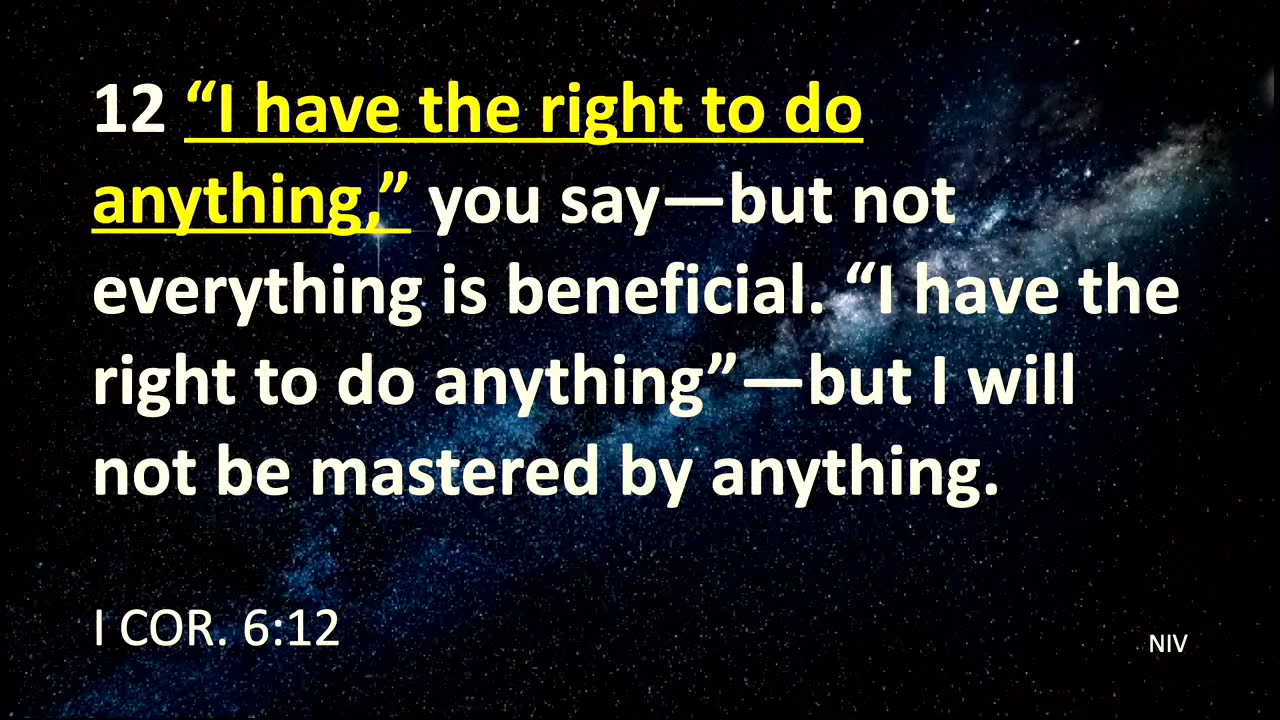 12 “I have the right to do
anything,” you say—but not
everything is beneficial. “I have the
right to do anything”—but I will
not be mastered by anything.
I COR. 6:12
NIV